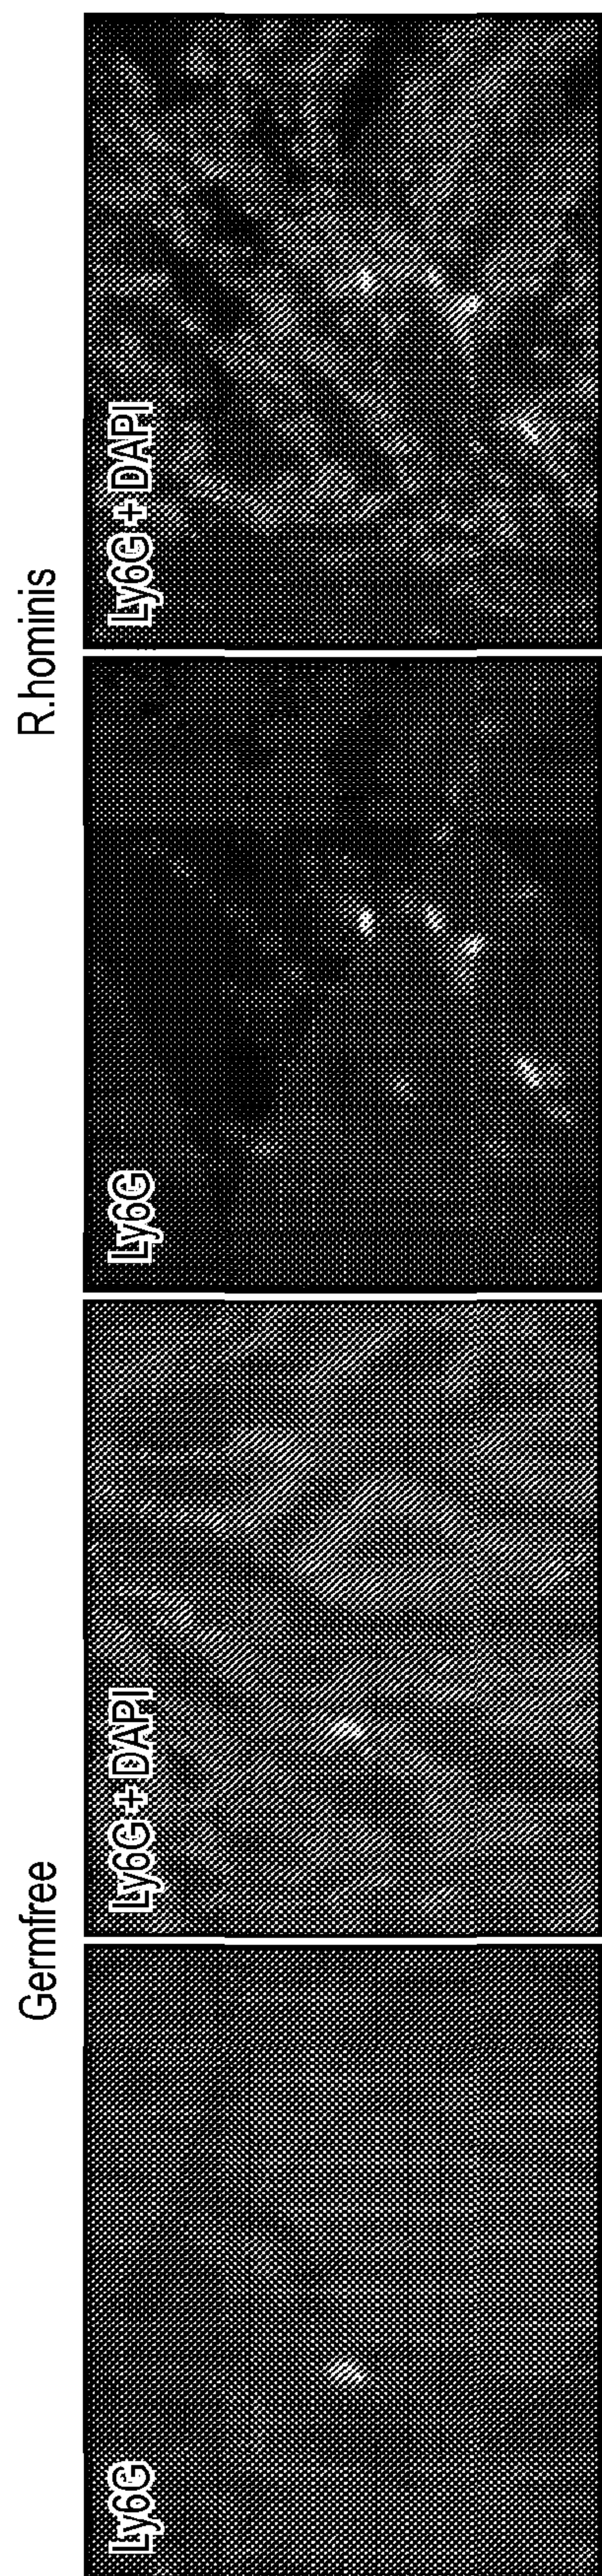 Germfree
R.hominis
Ly6G
Ly6G + DAPI
Ly6G
Ly6G + DAPI